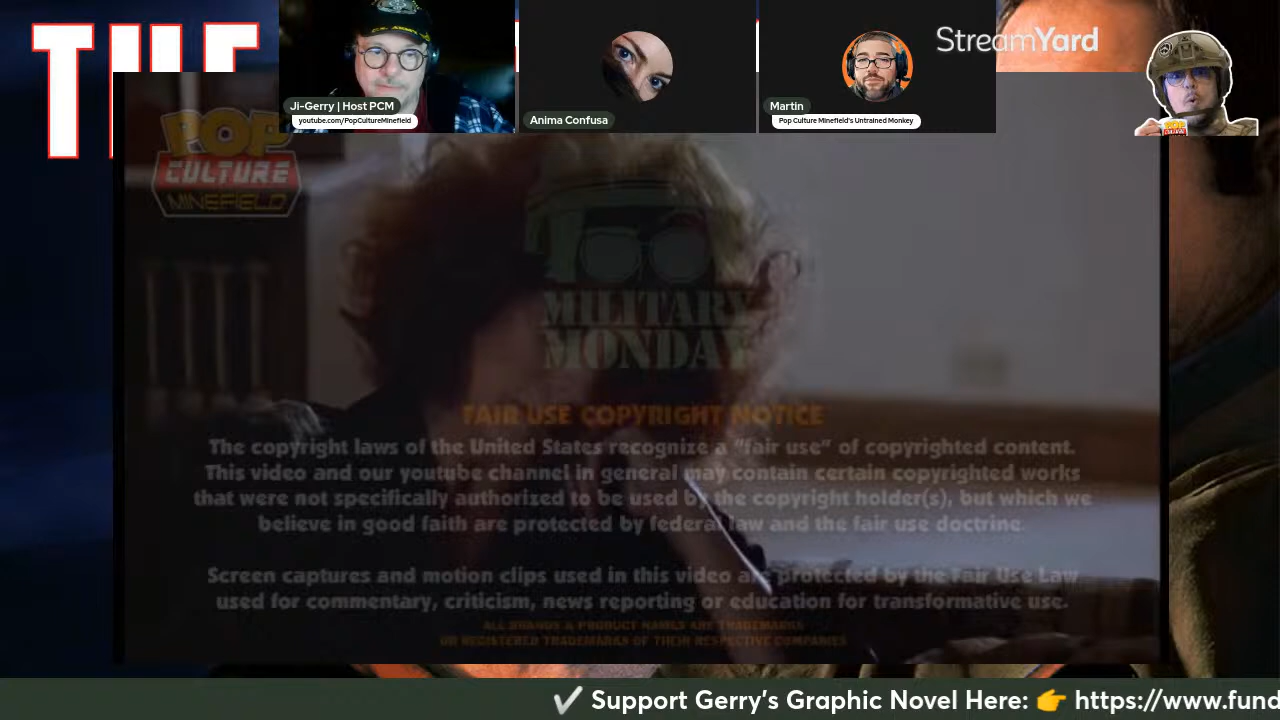 THE
StreamYard
Ji-Gerry | Host PCM
youtube.com/PopCultureMinefield
Anima Confusa
Martin
Pop Culture Minefield's Untrained Monkey
POP
CULTURE
MINEFIELD
MILITARY
MONDAY
FAIR USE COPYRIGHT NOTICE
The copyright laws of the United States recognize a "fair use" of copyrighted content.
This video and our youtube channel in general may contain certain copyrighted works
that were not specifically authorized to be used by the copyright holder(s), but which we
believe in good faith are protected by federal law and the fair use doctrine.
Screen captures and motion clips used in this video are protected by the Fair Use Law
used for commentary, criticism, news reporting or education for transformative use.
ALL BRANDS & PRODUCT NAMES ARE TRADEMARKS
OR REGISTERED TRADEMARKS OF THEIR RESPECTIVE COMPANIES
✔ Support Gerry's Graphic Novel Here: 👉 https://www.fund